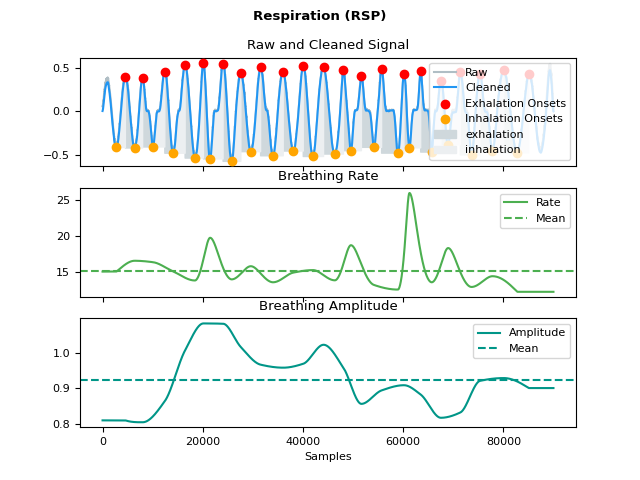 Respiration (RSP)
Raw and Cleaned Signal
0.5
0.0
−0.5
Raw
Cleaned
Exhalation Onsets
Inhalation Onsets
exhalation
inhalation
Breathing Rate
25
20
15
Rate
Mean
Breathing Amplitude
1.0
0.9
0.8
Amplitude
Mean
0
20000
40000
60000
80000
Samples